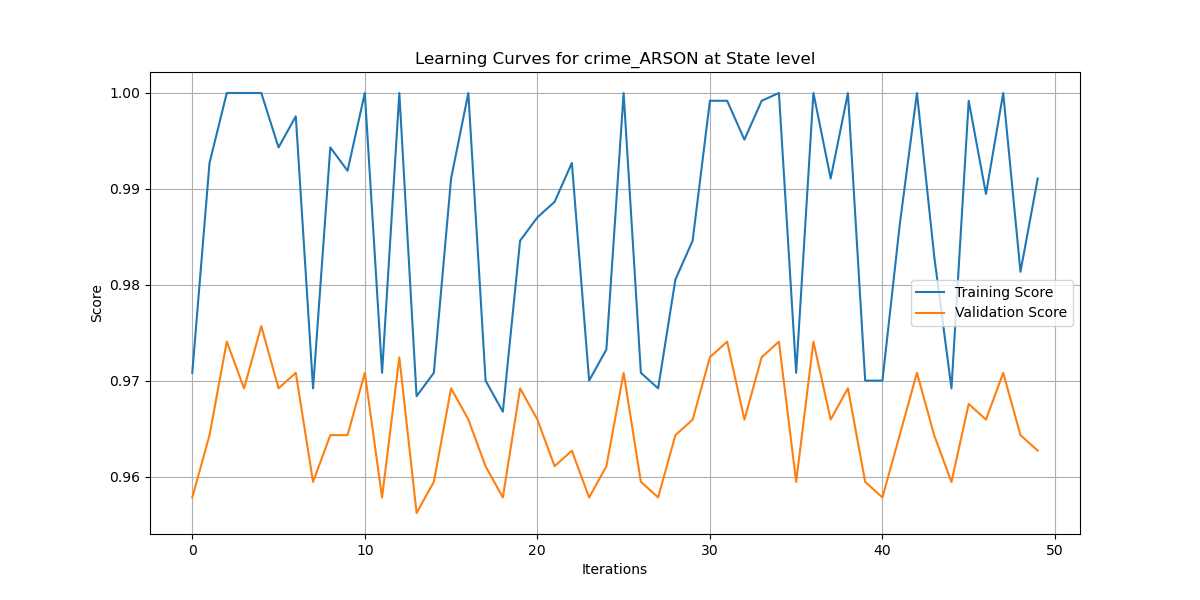 Learning Curves for crime_ARSON at State level
1.00
0.99
0.98
0.97
0.96
Score
Training Score
Validation Score
0 10 20 30 40 50
Iterations